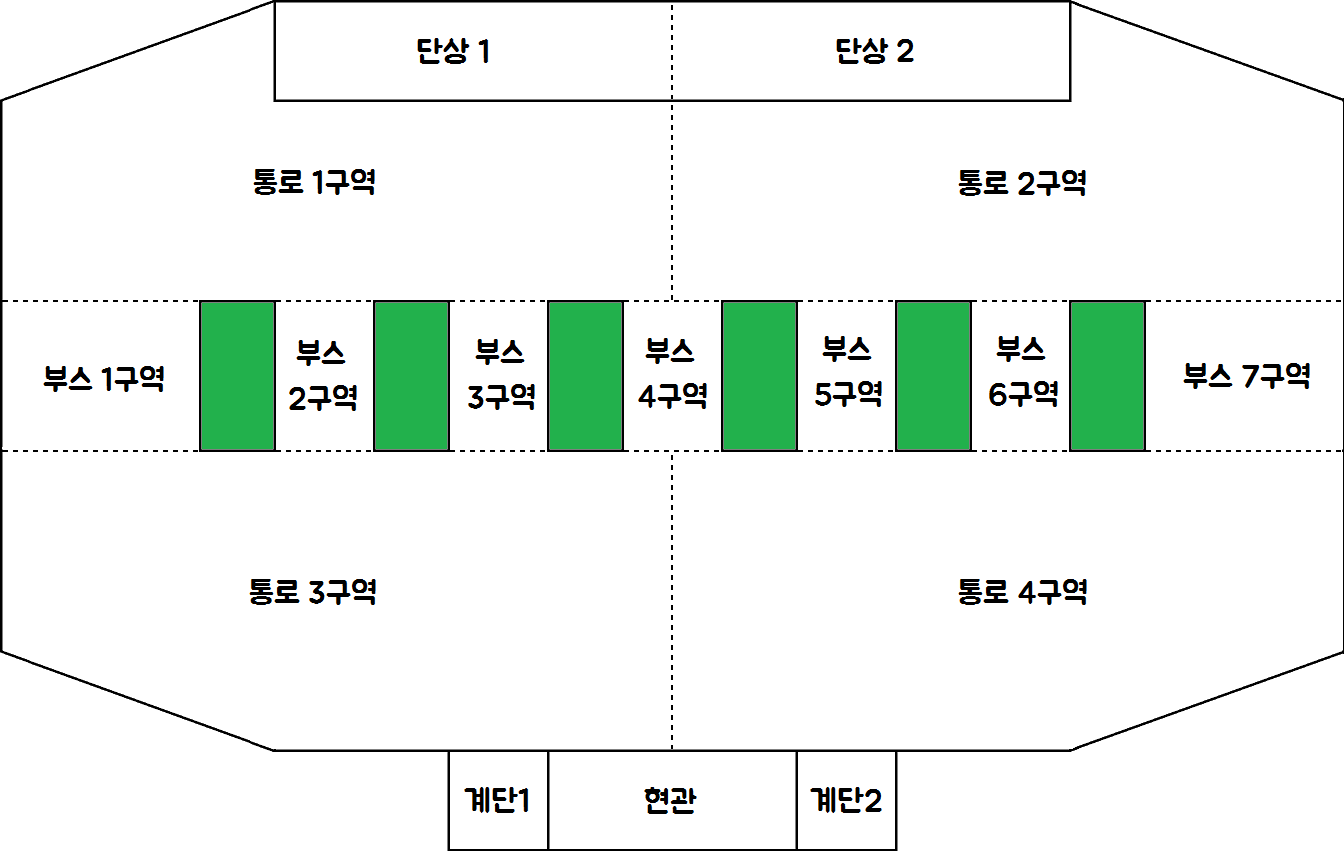 단상 1
단상 2
통로 1구역
통로 2구역
부스 1구역
부스
2구역
부스
3구역
부스
4구역
부스
5구역
부스
6구역
부스 7구역
통로 3구역
통로 4구역
계단1
현관
계단2